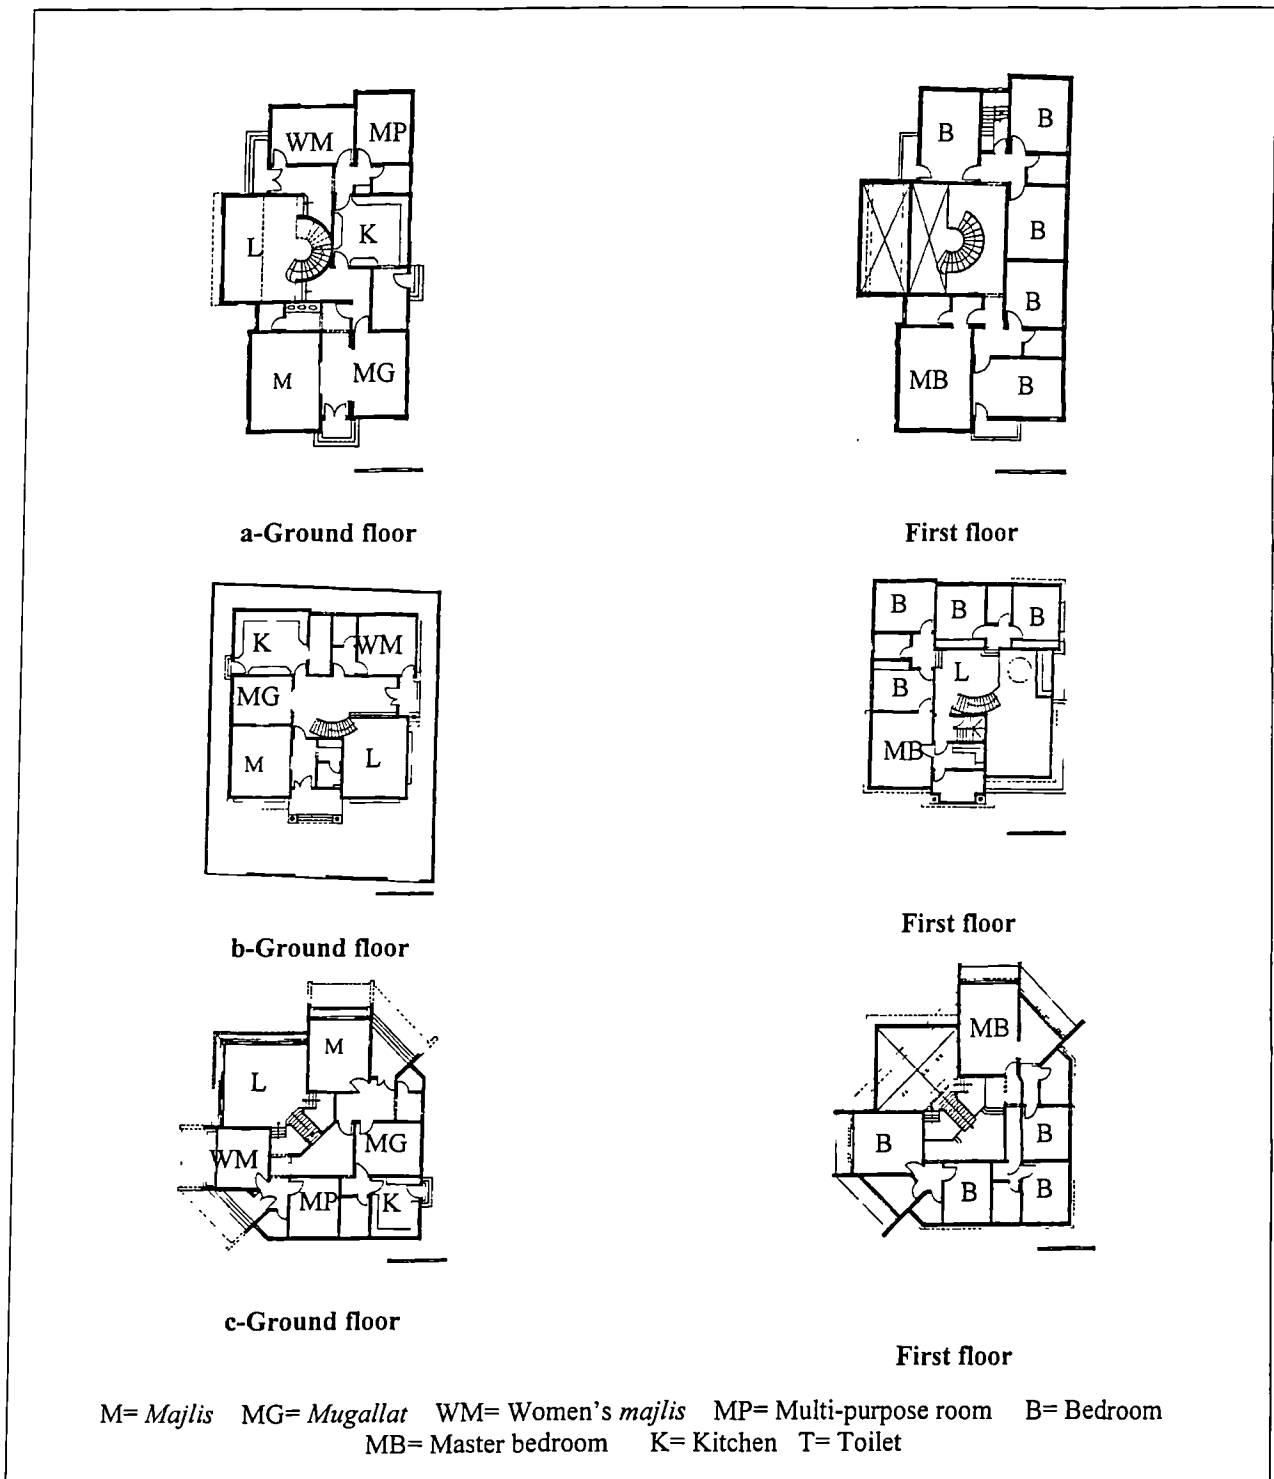 WM MP B B
L K B
B
M MG MB B
a-Ground floor First floor
K WM B B B
MG L
B
M L MB
b-Ground floor First floor
M MB
L
WM MG B B
MP K B B
c-Ground floor
First floor
M= Majlis MG= Mugallat WM= Women's majlis MP= Multi-purpose room B= Bedroom
MB= Master bedroom K= Kitchen T= Toilet